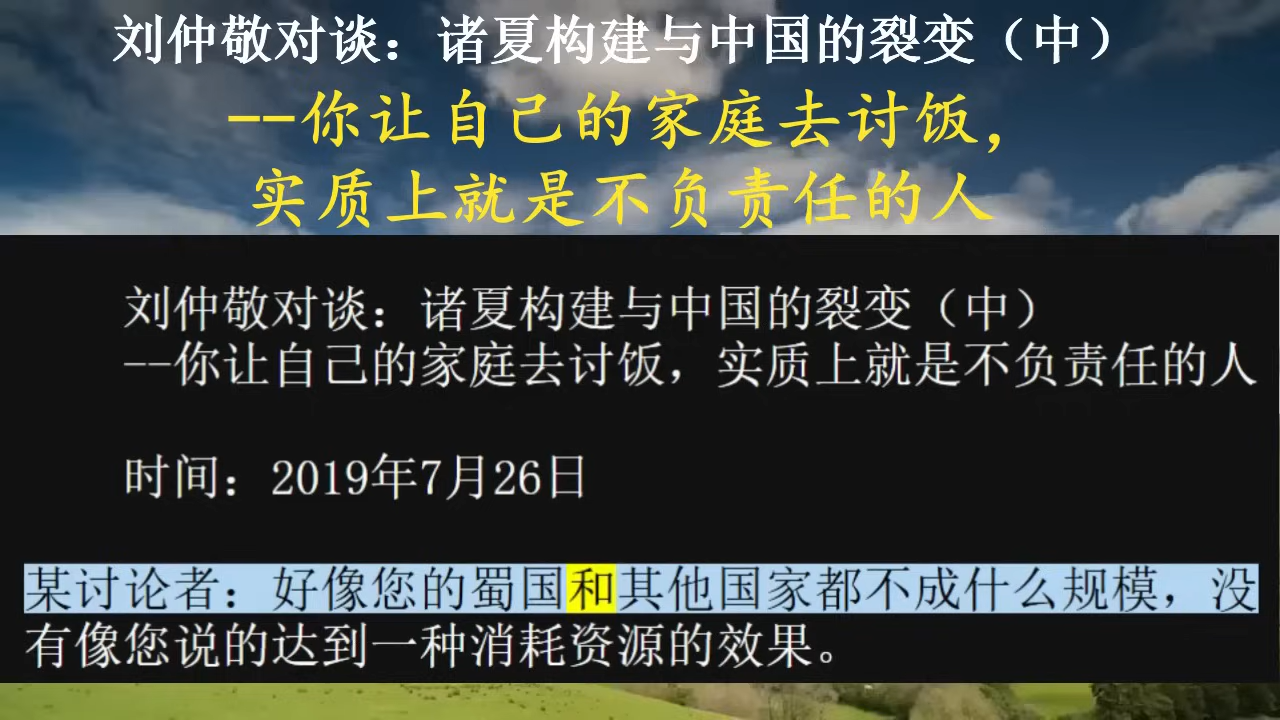 刘仲敬对谈：诸夏构建与中国的裂变（中）
--你让自己的家庭去讨饭，
实质上就是不负责任的人
刘仲敬对谈：诸夏构建与中国的裂变（中）
--你让自己的家庭去讨饭，实质上就是不负责任的人
时间：2019年7月26日
某讨论者：好像您的蜀国和其他国家都不成什么规模，没
有像您说的达到一种消耗资源的效果。